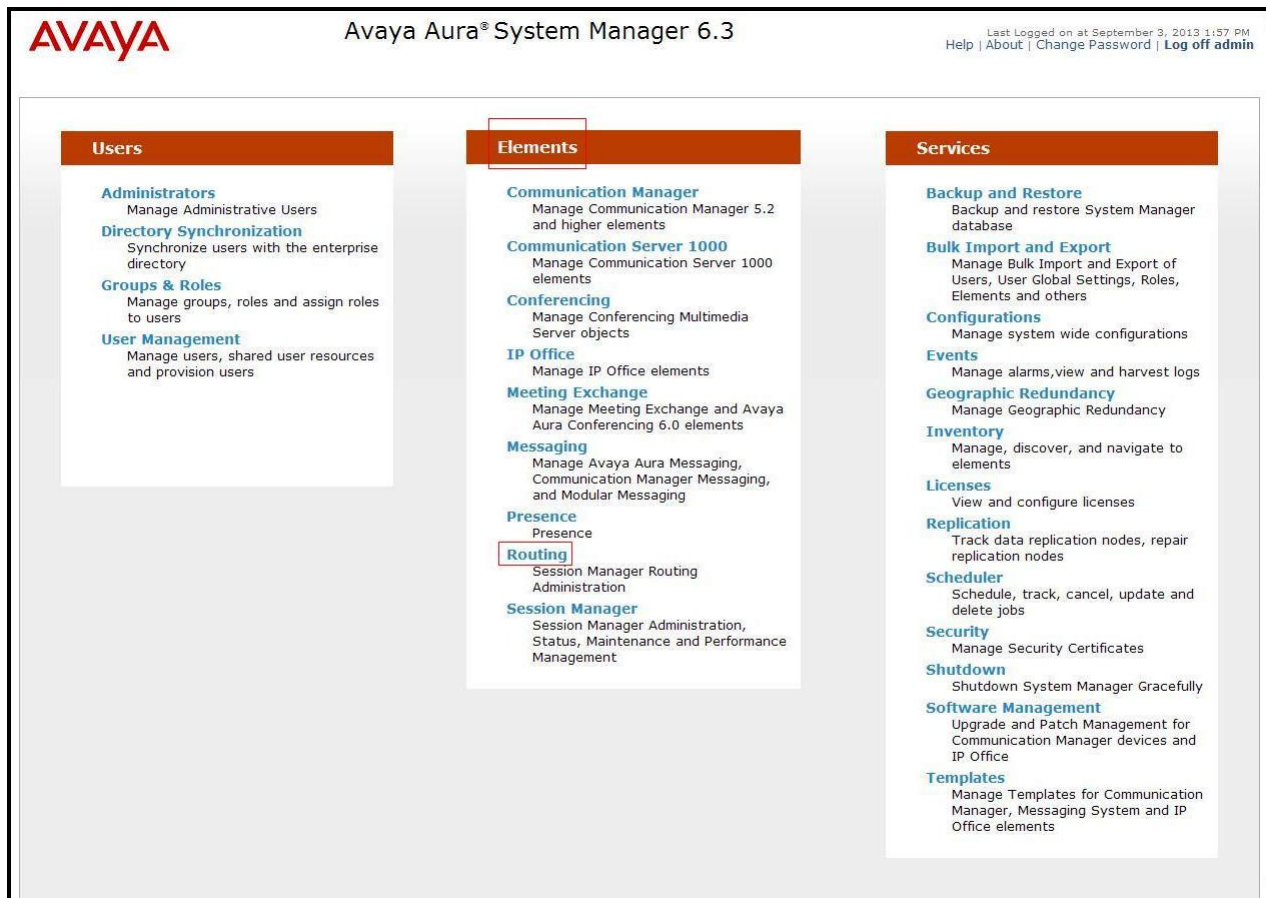 AVAYA
Avaya Aura® System Manager 6.3
Last Logged on at September 3, 2013 1:57 PM
Help | About | Change Password | Log off admin
Users
Administrators
Manage Administrative Users
Directory Synchronization
Synchronize users with the enterprise
directory
Groups & Roles
Manage groups, roles and assign roles
to users
User Management
Manage users, shared user resources
and provision users
Elements
Communication Manager
Manage Communication Manager 5.2
and higher elements
Communication Server 1000
Manage Communication Server 1000
elements
Conferencing
Manage Conferencing Multimedia
Server objects
IP Office
Manage IP Office elements
Meeting Exchange
Manage Meeting Exchange and Avaya
Aura Conferencing 6.0 elements
Messaging
Manage Avaya Aura Messaging,
Communication Manager Messaging,
and Modular Messaging
Presence
Presence
Routing
Session Manager Routing
Administration
Session Manager
Session Manager Administration,
Status, Maintenance and Performance
Management
Services
Backup and Restore
Backup and restore System Manager
database
Bulk Import and Export
Manage Bulk Import and Export of
Users, User Global Settings, Roles,
Elements and others
Configurations
Manage system wide configurations
Events
Manage alarms,view and harvest logs
Geographic Redundancy
Manage Geographic Redundancy
Inventory
Manage, discover, and navigate to
elements
Licenses
View and configure licenses
Replication
Track data replication nodes, repair
replication nodes
Scheduler
Schedule, track, cancel, update and
delete jobs
Security
Manage Security Certificates
Shutdown
Shutdown System Manager Gracefully
Software Management
Upgrade and Patch Management for
Communication Manager devices and
IP Office
Templates
Manage Templates for Communication
Manager, Messaging System and IP
Office elements